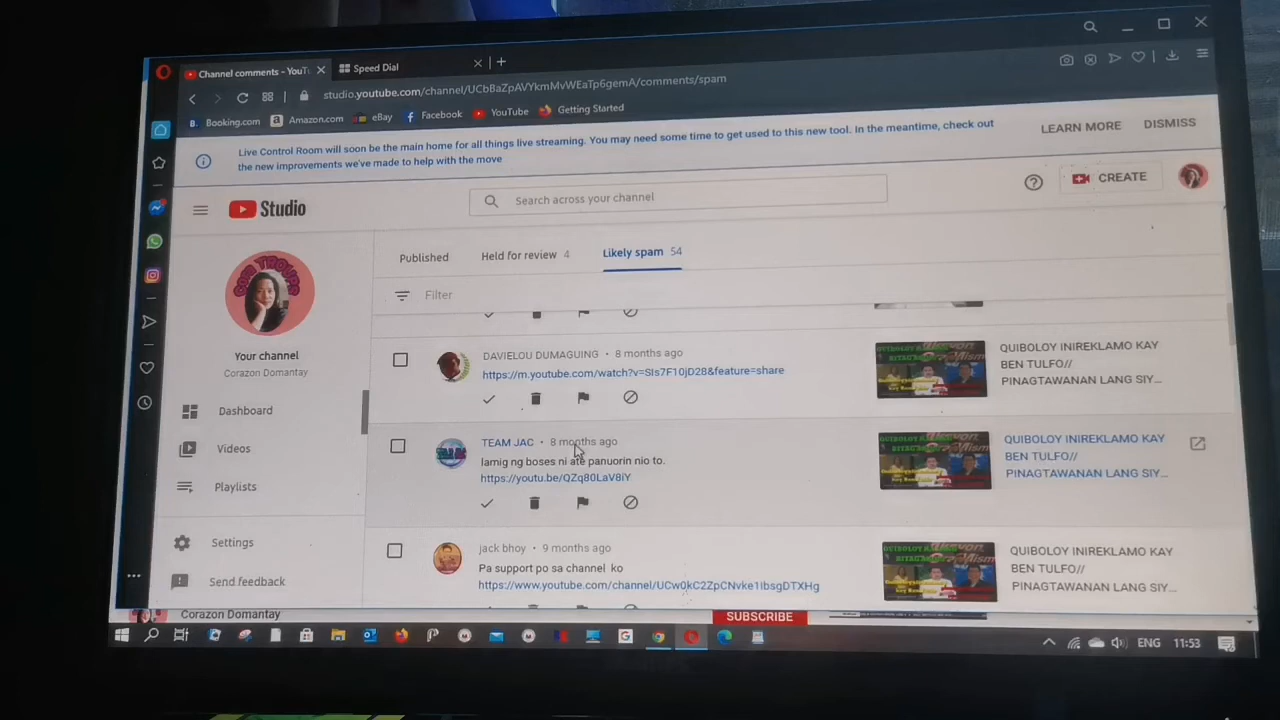 Channel comments - YouTu
Speed Dial
studio.youtube.com/channel/UCbBaZpAVYkmMvWEaTp6gemA/comments/spam
Booking.com
Amazon.com
eBay
Facebook
YouTube
Getting Started
Live Control Room will soon be the main home for all things live streaming. You may need some time to get used to this new tool. In the meantime, check out
the new improvements we've made to help with the move
LEARN MORE
DISMISS
Studio
Search across your channel
CREATE
Your channel
Corazon Domantay
Dashboard
Videos
Playlists
Settings
Send feedback
Published
Held for review 4
Likely spam 54
Filter
DAVIELOU DUMAGUING • 8 months ago
https://m.youtube.com/watch?v=SIs7F10jD28&feature=share
QUIBOLOY INIREKLAMO KAY
BEN TULFO//
PINAGTAWANAN LANG SIY...
TEAM JAC • 8 months ago
lamig ng boses ni ate panuorin nio to.
https://youtu.be/QZq80LaV8iY
QUIBOLOY INIREKLAMO KAY
BEN TULFO//
PINAGTAWANAN LANG SIY...
jack bhoy • 9 months ago
Pa support po sa channel ko
https://www.youtube.com/channel/UCw0kC2ZpCNvke1IbsgDTXHg
QUIBOLOY INIREKLAMO KAY
BEN TULFO//
PINAGTAWANAN LANG SIY...
Corazon Domantay
SUBSCRIBE
ENG
11:53